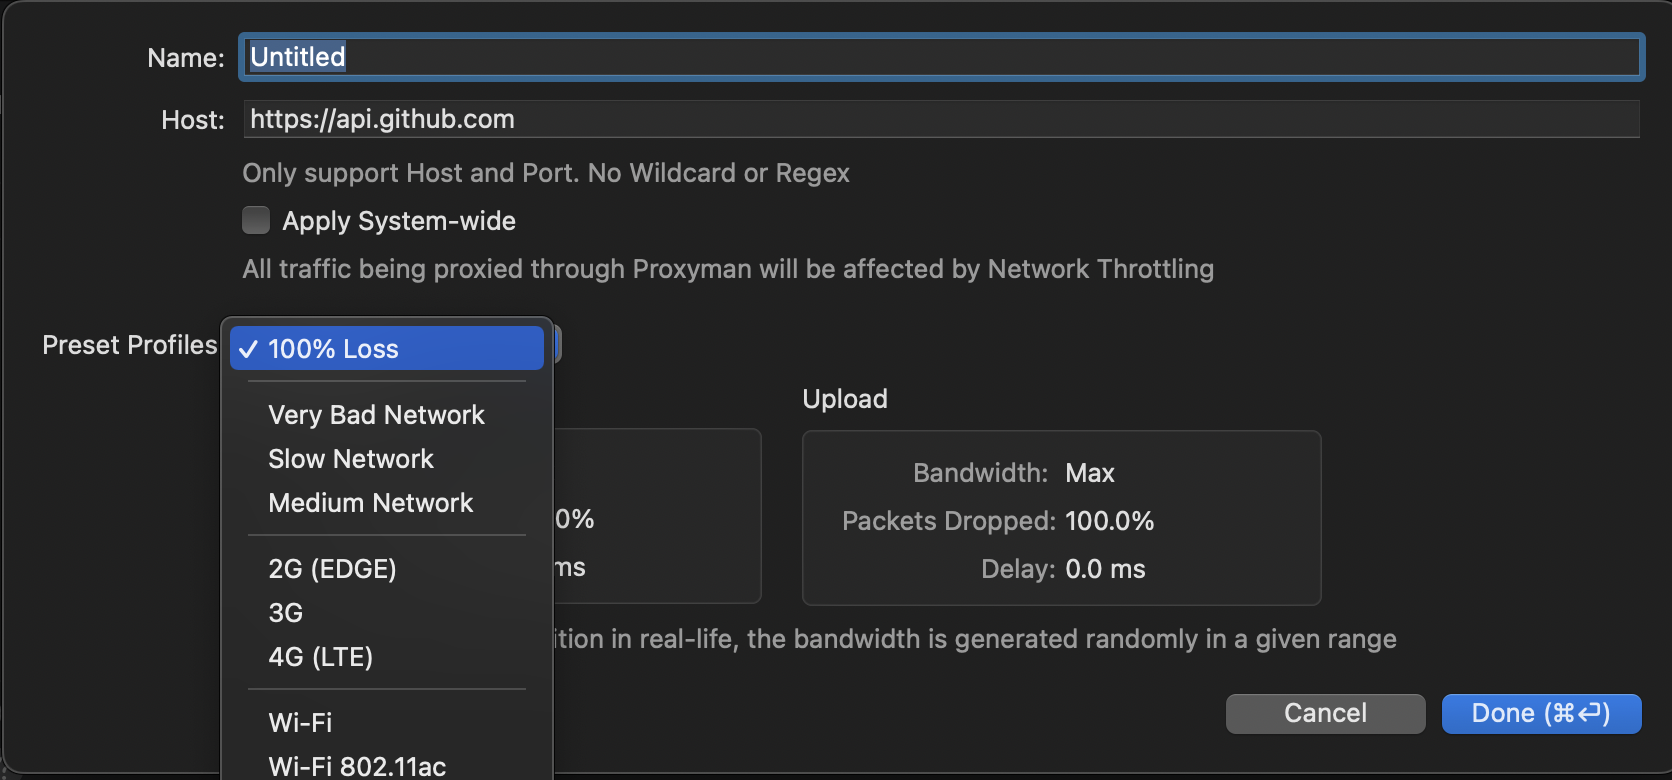 Name: Untitled
Host: https://api.github.com
Only support Host and Port. No Wildcard or Regex
Apply System-wide
All traffic being proxied through Proxyman will be affected by Network Throttling
Preset Profiles
✓ 100% Loss
Very Bad Network
Slow Network
Medium Network
2G (EDGE)
3G
4G (LTE)
Wi-Fi
Wi-Fi 802.11ac
0%
ms
Upload
Bandwidth: Max
Packets Dropped: 100.0%
Delay: 0.0 ms
ition in real-life, the bandwidth is generated randomly in a given range
Cancel
Done (⌘⏎)